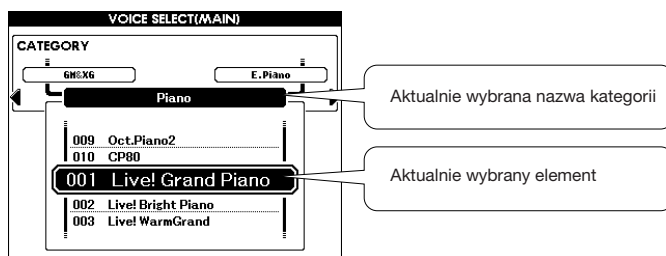 VOICE SELECT(MAIN)
CATEGORY
GM&XG
E.Piano
Piano
009 Oct.Piano2
010 CP80
001 Live! Grand Piano
002 Live! Bright Piano
003 Live! WarmGrand
Aktualnie wybrana nazwa kategorii
Aktualnie wybrany element